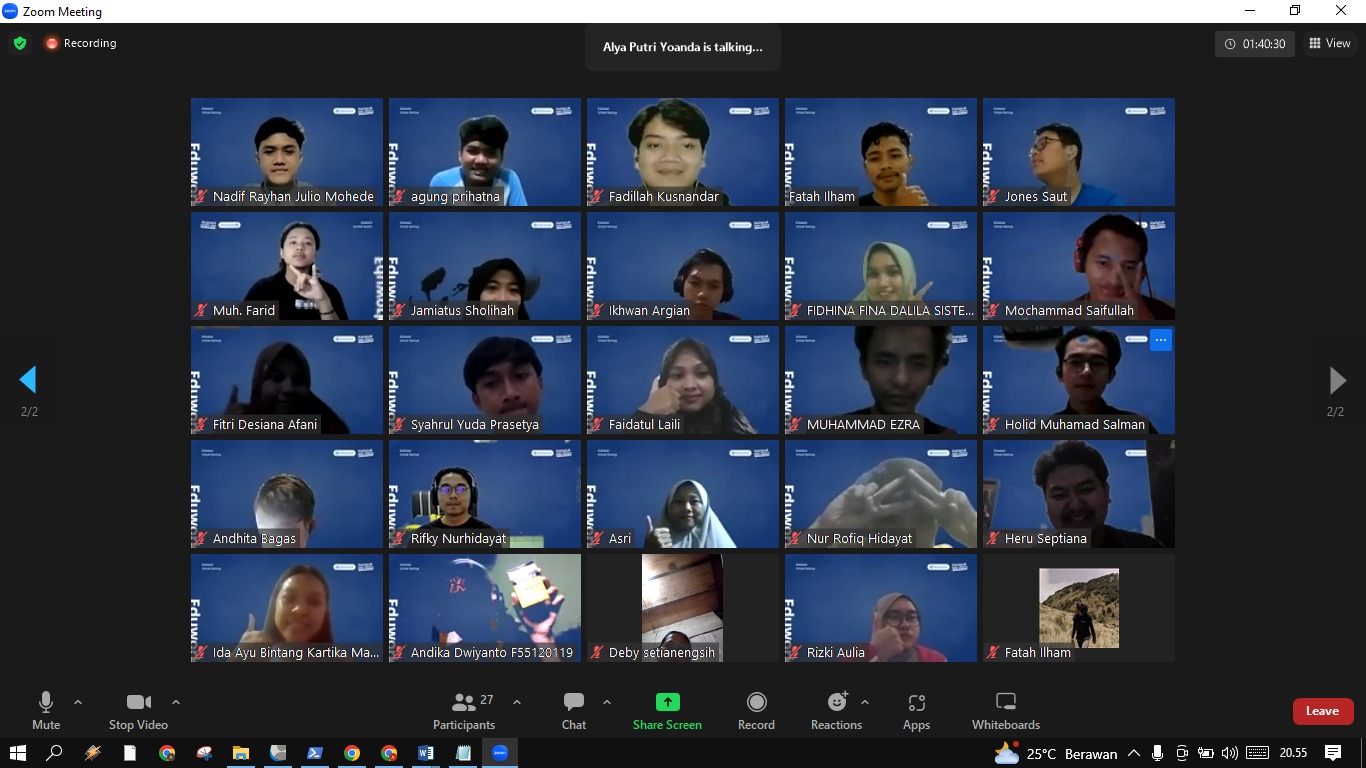 Zoom Meeting
Recording
Alya Putri Yoanda is talking...
01:40:30
View
Nadif Rayhan Julio Mohede
agung prihatna
Fadillah Kusnandar
Fatah Ilham
Jones Saut
Muh. Farid
Jamiatus Sholihah
Ikhwan Argian
FIDHINA FINA DALILA SISTE...
Mochammad Saifullah
Fitri Desiana Afani
Syahrul Yuda Prasetya
Faidatul Laili
MUHAMMAD EZRA
Holid Muhamad Salman
2/2
2/2
Andhita Bagas
Rifky Nurhidayat
Asri
Nur Rofiq Hidayat
Heru Septiana
Ida Ayu Bintang Kartika Ma...
Andika Dwiyanto F55120119
Deby setianengsih
Rizki Aulia
Fatah Ilham
Mute
Stop Video
Participants
27
Chat
Share Screen
Record
Reactions
Apps
Whiteboards
Leave
25°C Berawan
20.55